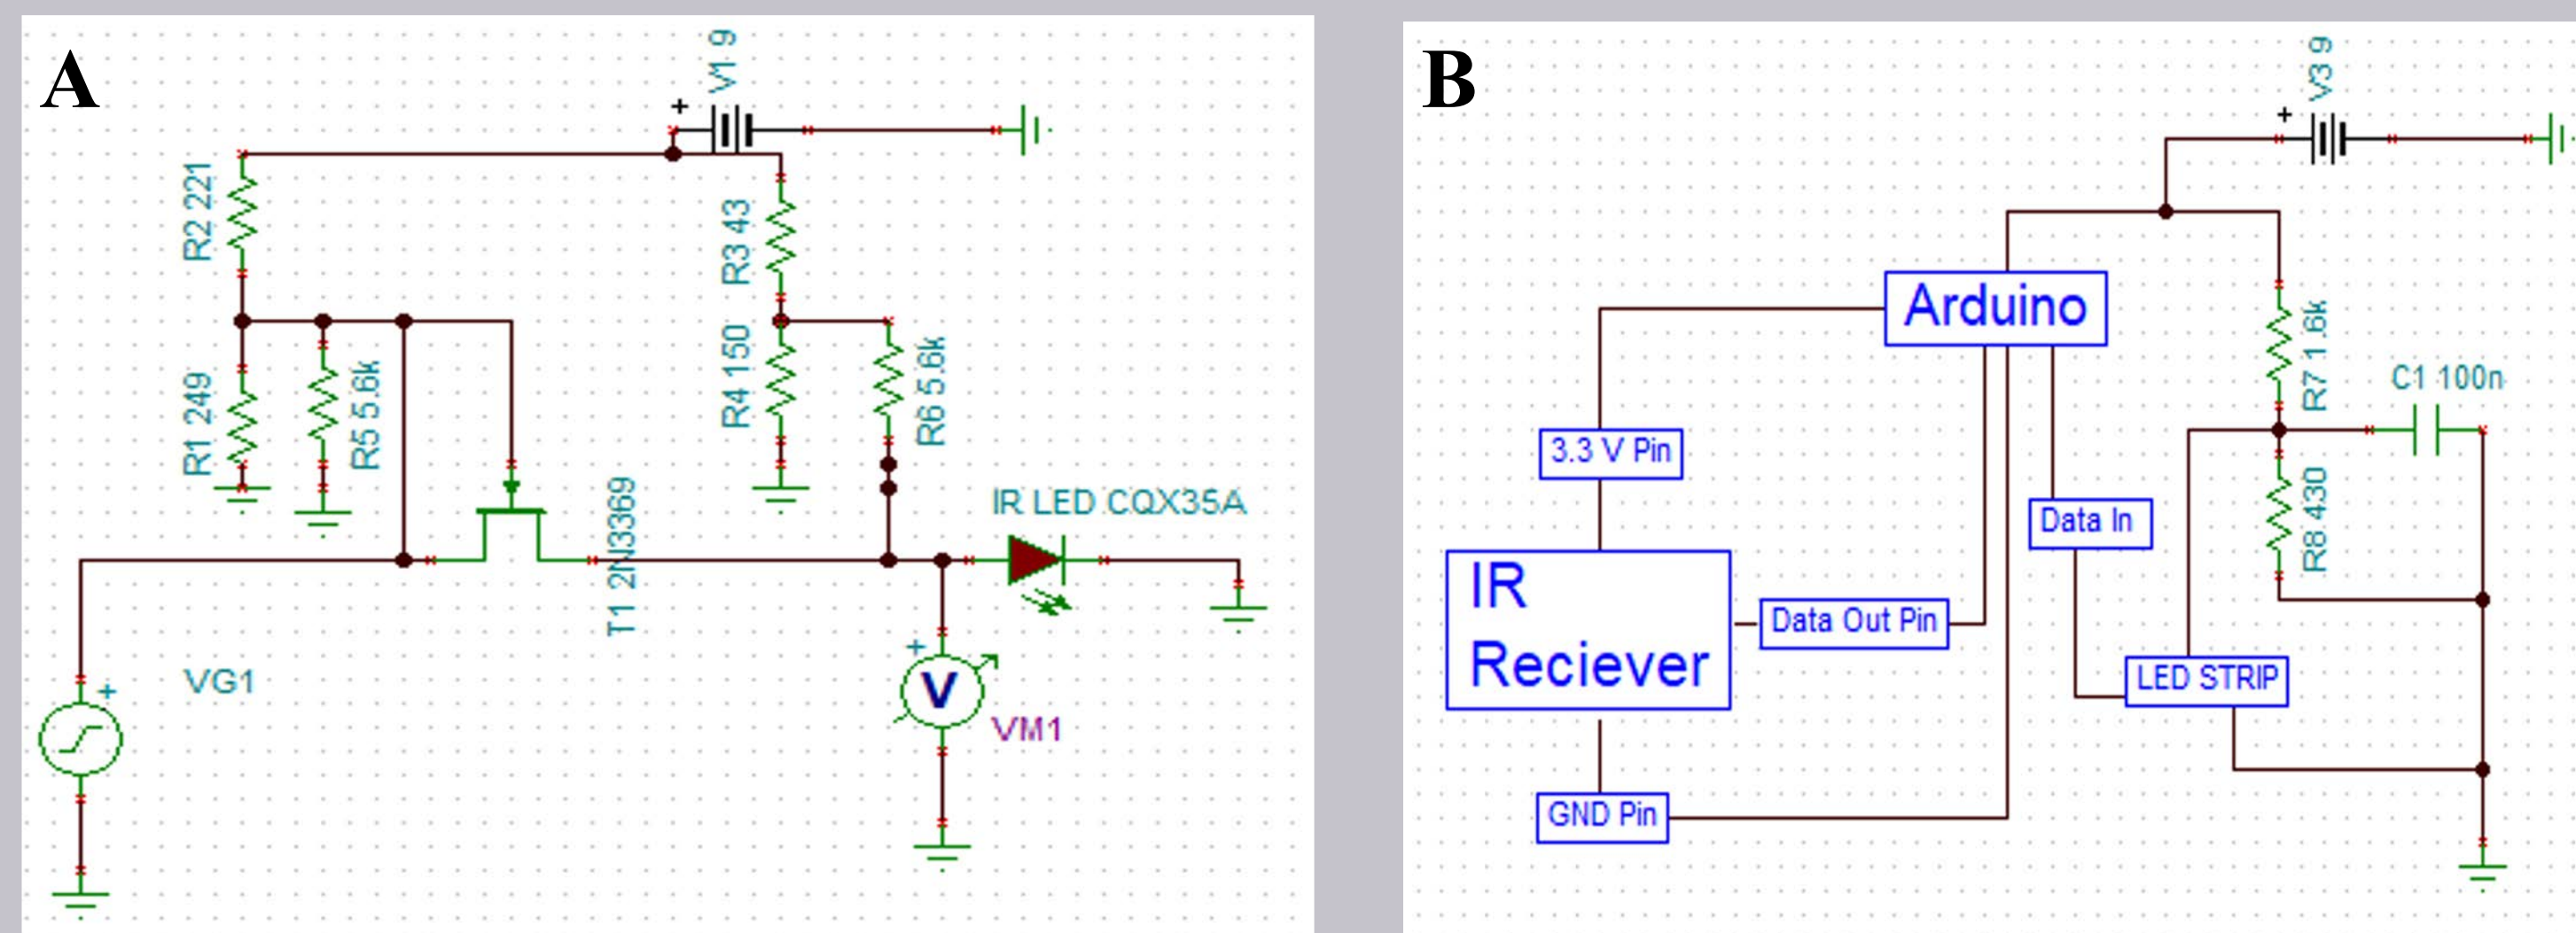 A
V1 9
+
R2 221
R3 43
R1 249
R5 5.6k
R4 150
R6 5.6k
T1 2N3369
IR LED CQX35A
VG1
+
+
V
VM1
B
V3 9
+
Arduino
R7 1.6k
C1 100n
3.3 V Pin
Data In
R8 430
IR
Reciever
Data Out Pin
LED STRIP
GND Pin